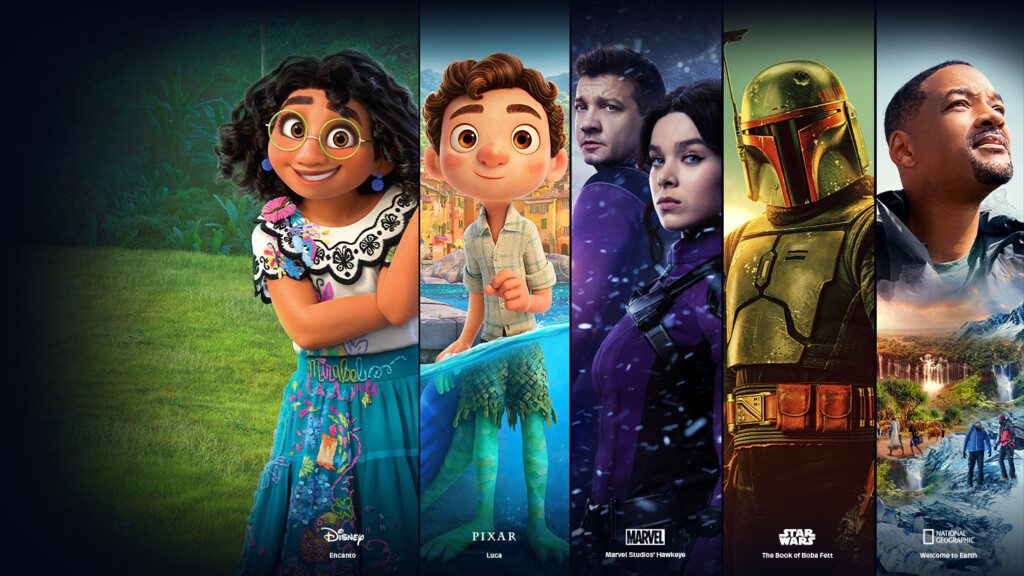 Mirabel
Disney
Encanto
PIXAR
Luca
MARVEL
Marvel Studios' Hawkeye
STAR
WARS
The Book of Boba Fett
NATIONAL
GEOGRAPHIC
Welcome to Earth